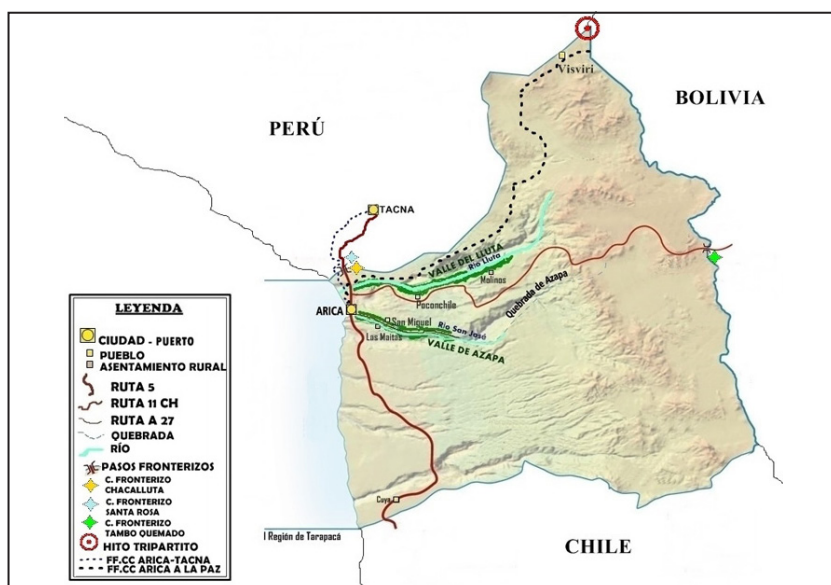 Visviri
BOLIVIA
PERÚ
TACNA
VALLE DEL LLUTA
Río Lluta
Molinos
Quebrada de Azapa
Poconchile
ARICA
San Miguel
Río San José
Las Maitas
VALLE DE AZAPA
Cuya
I Región de Tarapacá
CHILE
LEYENDA
CIUDAD - PUERTO
PUEBLO
ASENTAMIENTO RURAL
RUTA 5
RUTA 11 CH
RUTA A 27
QUEBRADA
RÍO
PASOS FRONTERIZOS
C. FRONTERIZO
CHACALLUTA
C. FRONTERIZO
SANTA ROSA
C. FRONTERIZO
TAMBO QUEMADO
HITO TRIPARTITO
FF.CC ARICA-TACNA
FF.CC ARICA A LA PAZ